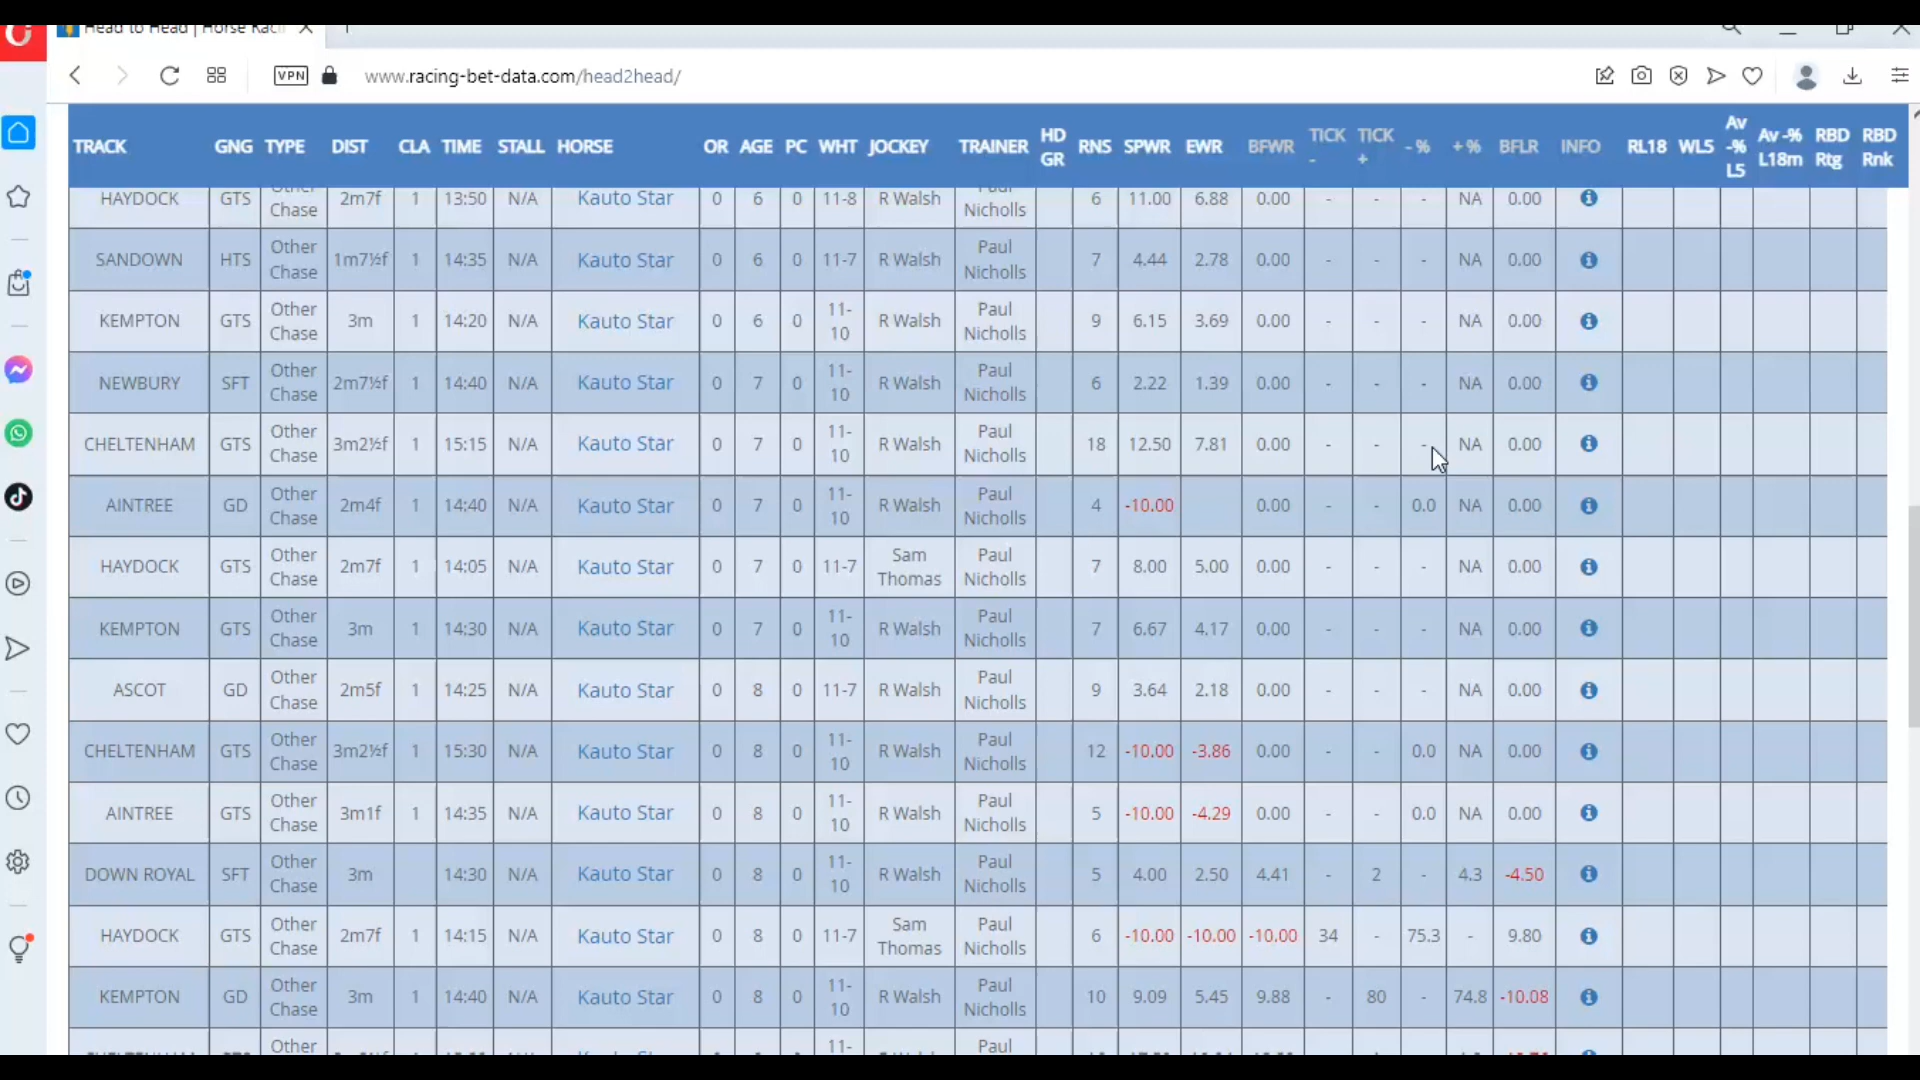 Head to Head | Horse Raci
VPN www.racing-bet-data.com/head2head/
TRACK GNG TYPE DIST CLA TIME STALL HORSE OR AGE PC WHT JOCKEY TRAINER HD GR RNS SPWR EWR BFWR TICK - TICK + - % + % BFLR INFO RL18 WL5 Av -% L5 Av -% L18m RBD Rtg RBD Rnk
HAYDOCK GTS Other Chase 2m7f 1 13:50 N/A Kauto Star 0 6 0 11-8 R Walsh Paul Nicholls 6 11.00 6.88 0.00 - - - NA 0.00
SANDOWN HTS Other Chase 1m7½f 1 14:35 N/A Kauto Star 0 6 0 11-7 R Walsh Paul Nicholls 7 4.44 2.78 0.00 - - - NA 0.00
KEMPTON GTS Other Chase 3m 1 14:20 N/A Kauto Star 0 6 0 11-10 R Walsh Paul Nicholls 9 6.15 3.69 0.00 - - - NA 0.00
NEWBURY SFT Other Chase 2m7½f 1 14:40 N/A Kauto Star 0 7 0 11-10 R Walsh Paul Nicholls 6 2.22 1.39 0.00 - - - NA 0.00
CHELTENHAM GTS Other Chase 3m2½f 1 15:15 N/A Kauto Star 0 7 0 11-10 R Walsh Paul Nicholls 18 12.50 7.81 0.00 - - - NA 0.00
AINTREE GD Other Chase 2m4f 1 14:40 N/A Kauto Star 0 7 0 11-10 R Walsh Paul Nicholls 4 -10.00 0.00 - - 0.0 NA 0.00
HAYDOCK GTS Other Chase 2m7f 1 14:05 N/A Kauto Star 0 7 0 11-7 Sam Thomas Paul Nicholls 7 8.00 5.00 0.00 - - - NA 0.00
KEMPTON GTS Other Chase 3m 1 14:30 N/A Kauto Star 0 7 0 11-10 R Walsh Paul Nicholls 7 6.67 4.17 0.00 - - - NA 0.00
ASCOT GD Other Chase 2m5f 1 14:25 N/A Kauto Star 0 8 0 11-7 R Walsh Paul Nicholls 9 3.64 2.18 0.00 - - - NA 0.00
CHELTENHAM GTS Other Chase 3m2½f 1 15:30 N/A Kauto Star 0 8 0 11-10 R Walsh Paul Nicholls 12 -10.00 -3.86 0.00 - - 0.0 NA 0.00
AINTREE GTS Other Chase 3m1f 1 14:35 N/A Kauto Star 0 8 0 11-10 R Walsh Paul Nicholls 5 -10.00 -4.29 0.00 - - 0.0 NA 0.00
DOWN ROYAL SFT Other Chase 3m 14:30 N/A Kauto Star 0 8 0 11-10 R Walsh Paul Nicholls 5 4.00 2.50 4.41 - 2 - 4.3 -4.50
HAYDOCK GTS Other Chase 2m7f 1 14:15 N/A Kauto Star 0 8 0 11-7 Sam Thomas Paul Nicholls 6 -10.00 -10.00 -10.00 34 - 75.3 - 9.80
KEMPTON GD Other Chase 3m 1 14:40 N/A Kauto Star 0 8 0 11-10 R Walsh Paul Nicholls 10 9.09 5.45 9.88 - 80 - 74.8 -10.08
Other 11- Paul